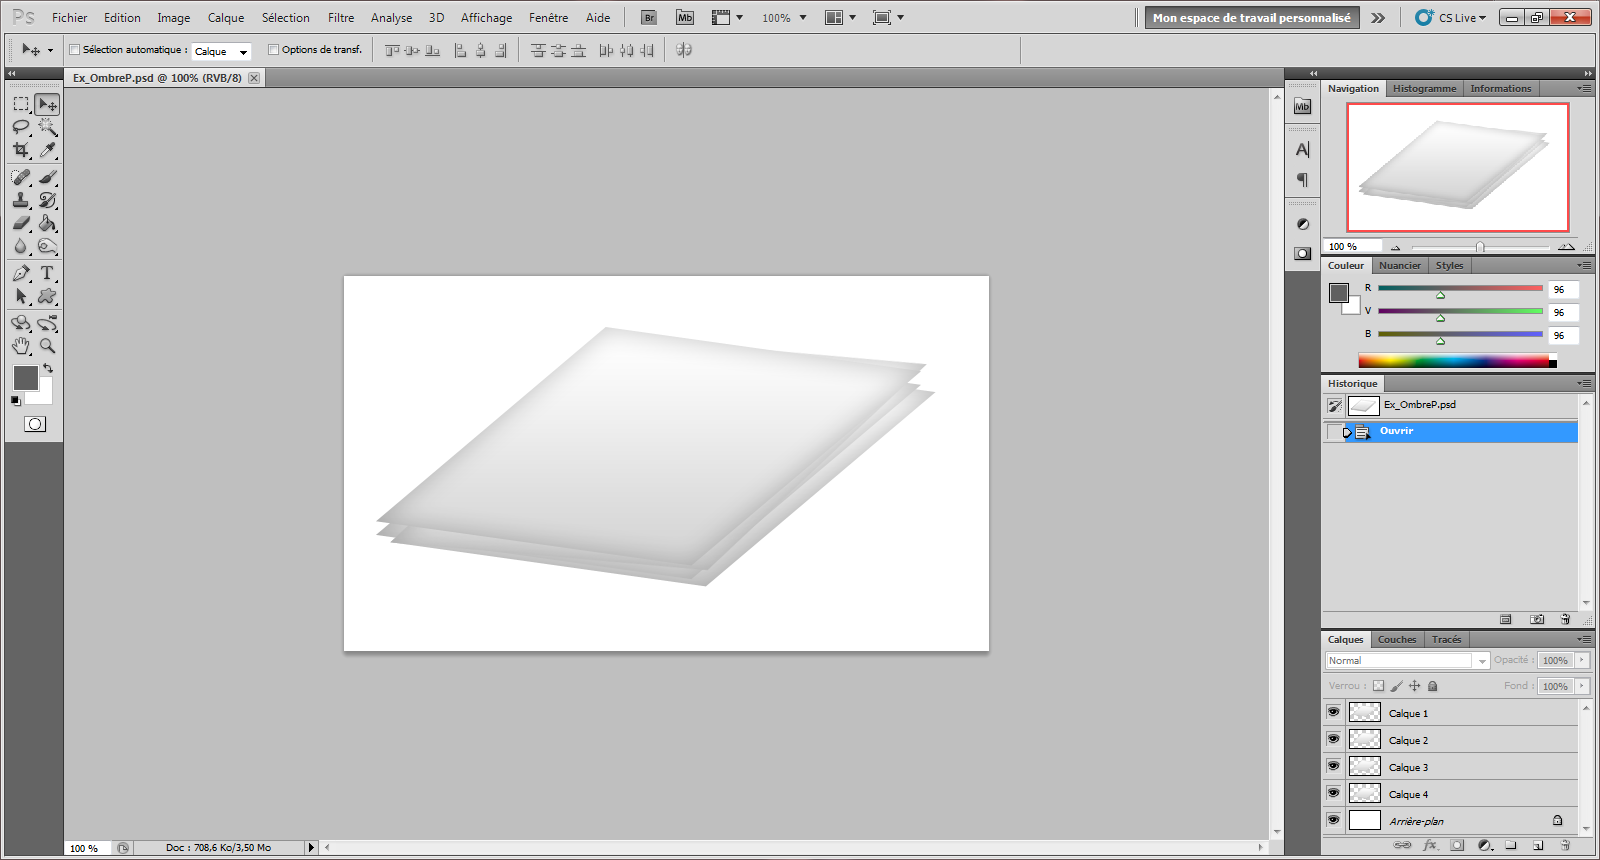 Ps Fichier Edition Image Calque Sélection Filtre Analyse 3D Affichage Fenêtre Aide Br Mb 100% Mon espace de travail personnalisé CS Live
Sélection automatique : Calque Options de transf.
Ex_OmbreP.psd @ 100% (RVB/8)
Navigation Histogramme Informations
Mb
A
T
100 %
Couleur Nuancier Styles
R 96
V 96
B 96
Historique
Ex_OmbreP.psd
Ouvrir
Calques Couches Tracés
Normal Opacité : 100%
Verrou : Fond : 100%
Calque 1
Calque 2
Calque 3
Calque 4
Arrière-plan
fx
100 % Doc : 708,6 Ko/3,50 Mo